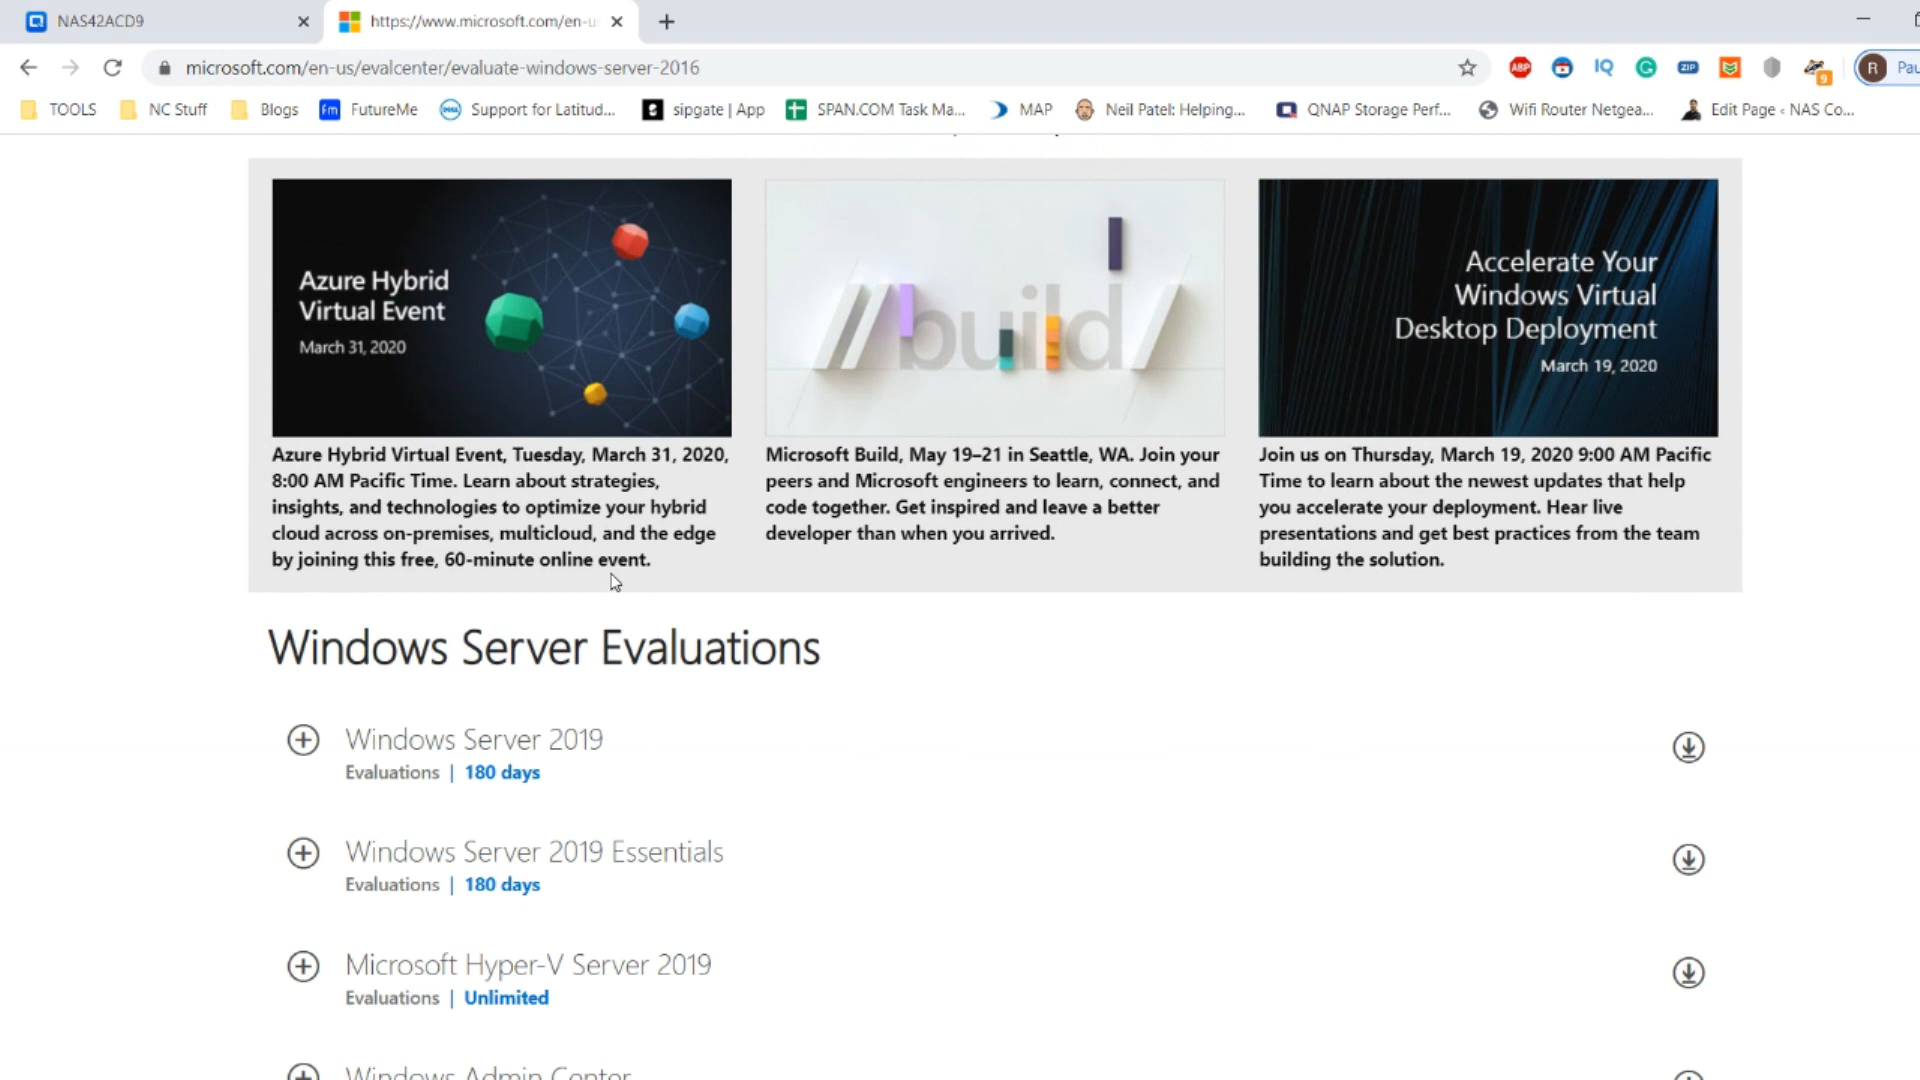 NAS42ACD9
https://www.microsoft.com/en-u
microsoft.com/en-us/evalcenter/evaluate-windows-server-2016
ABP
IQ
ZIP
9
R
Pau
TOOLS
NC Stuff
Blogs
Fm
FutureMe
DELL
Support for Latitud...
sipgate | App
SPAN.COM Task Ma...
MAP
Neil Patel: Helping...
QNAP Storage Perf...
Wifi Router Netgea...
Edit Page ‹ NAS Co...
Azure Hybrid
Virtual Event
March 31, 2020
//build/
Accelerate Your
Windows Virtual
Desktop Deployment
March 19, 2020
Azure Hybrid Virtual Event, Tuesday, March 31, 2020,
8:00 AM Pacific Time. Learn about strategies,
insights, and technologies to optimize your hybrid
cloud across on-premises, multicloud, and the edge
by joining this free, 60-minute online event.
Microsoft Build, May 19–21 in Seattle, WA. Join your
peers and Microsoft engineers to learn, connect, and
code together. Get inspired and leave a better
developer than when you arrived.
Join us on Thursday, March 19, 2020 9:00 AM Pacific
Time to learn about the newest updates that help
you accelerate your deployment. Hear live
presentations and get best practices from the team
building the solution.
Windows Server Evaluations
Windows Server 2019
Evaluations | 180 days
Windows Server 2019 Essentials
Evaluations | 180 days
Microsoft Hyper-V Server 2019
Evaluations | Unlimited
Windows Admin Center